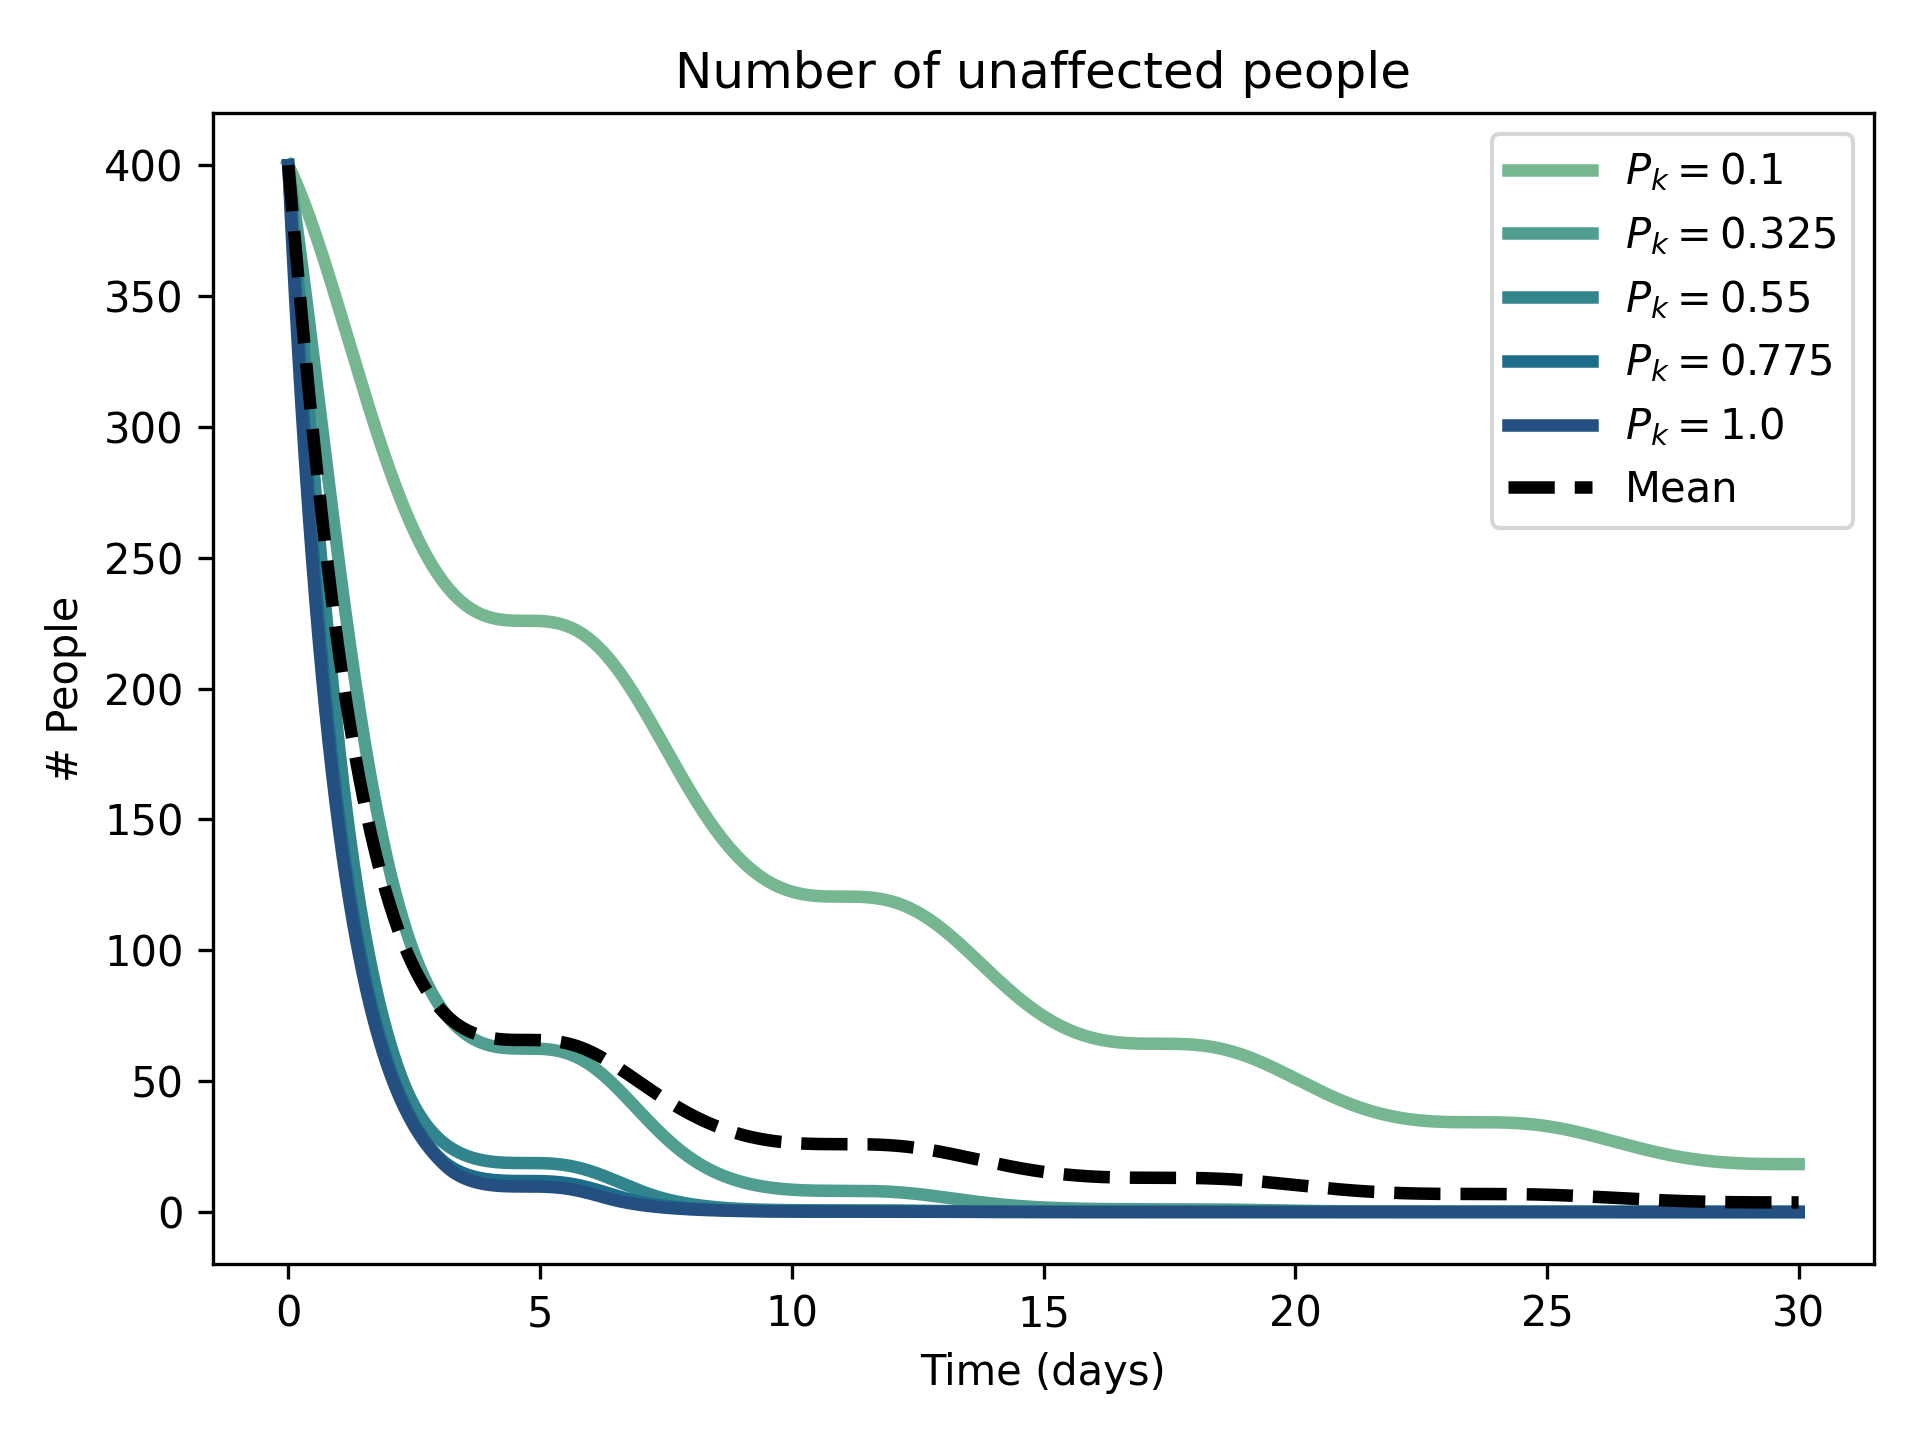 Number of unaffected people
# People
400
350
300
250
200
150
100
50
0
0 5 10 15 20 25 30
Time (days)
P_k = 0.1
P_k = 0.325
P_k = 0.55
P_k = 0.775
P_k = 1.0
Mean